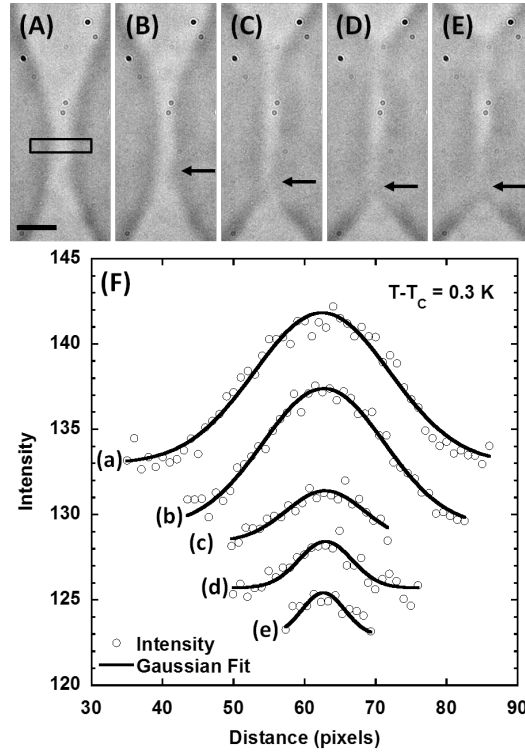 (A) (B) (C) (D) (E)
(F)
T-T_C = 0.3 K
145
140
135
130
125
120
Intensity
(a)
(b)
(c)
(d)
(e)
Intensity
Gaussian Fit
30 40 50 60 70 80 90
Distance (pixels)